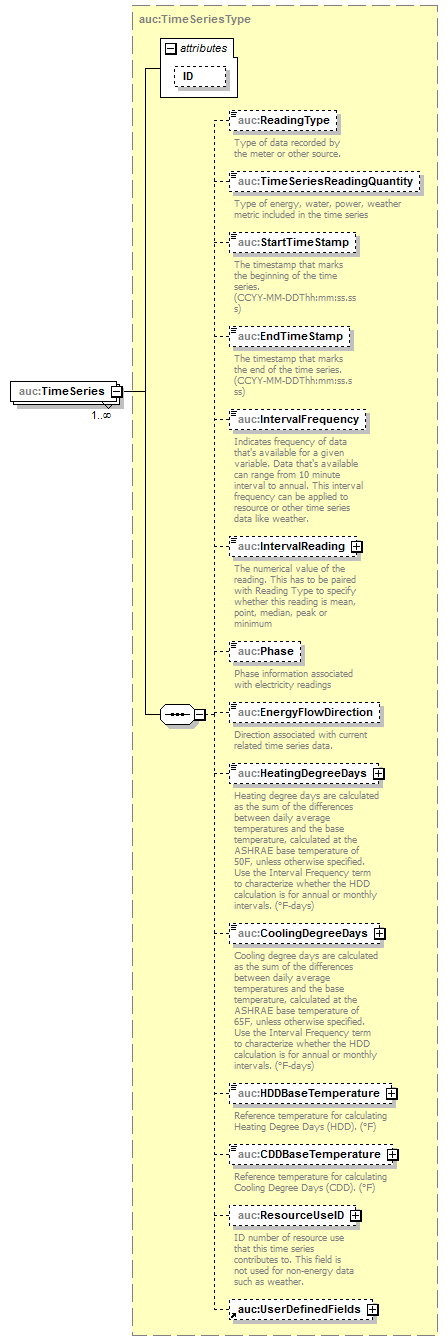 auc:TimeSeriesType
attributes
ID
auc:ReadingType
Type of data recorded by
the meter or other source.
auc:TimeSeriesReadingQuantity
Type of energy, water, power, weather
metric included in the time series
auc:StartTimeStamp
The timestamp that marks
the beginning of the time
series.
(CCYY-MM-DDThh:mm:ss.ss
s)
auc:EndTimeStamp
The timestamp that marks
the end of the time series.
(CCYY-MM-DDThh:mm:ss.s
ss)
auc:TimeSeries
1..∞
auc:IntervalFrequency
Indicates frequency of data
that's available for a given
variable. Data that's available
can range from 10 minute
interval to annual. This interval
frequency can be applied to
resource or other time series
data like weather.
auc:IntervalReading
The numerical value of the
reading. This has to be paired
with Reading Type to specify
whether this reading is mean,
point, median, peak or
minimum
auc:Phase
Phase information associated
with electricity readings
auc:EnergyFlowDirection
Direction associated with current
related time series data.
auc:HeatingDegreeDays
Heating degree days are calculated
as the sum of the differences
between daily average
temperatures and the base
temperature, calculated at the
ASHRAE base temperature of
50F, unless otherwise specified.
Use the Interval Frequency term
to characterize whether the HDD
calculation is for annual or monthly
intervals. (°F-days)
auc:CoolingDegreeDays
Cooling degree days are calculated
as the sum of the differences
between daily average
temperatures and the base
temperature, calculated at the
ASHRAE base temperature of
65F, unless otherwise specified.
Use the Interval Frequency term
to characterize whether the HDD
calculation is for annual or monthly
intervals. (°F-days)
auc:HDDBaseTemperature
Reference temperature for calculating
Heating Degree Days (HDD). (°F)
auc:CDDBaseTemperature
Reference temperature for calculating
Cooling Degree Days (CDD). (°F)
auc:ResourceUseID
ID number of resource use
that this time series
contributes to. This field is
not used for non-energy data
such as weather.
auc:UserDefinedFields